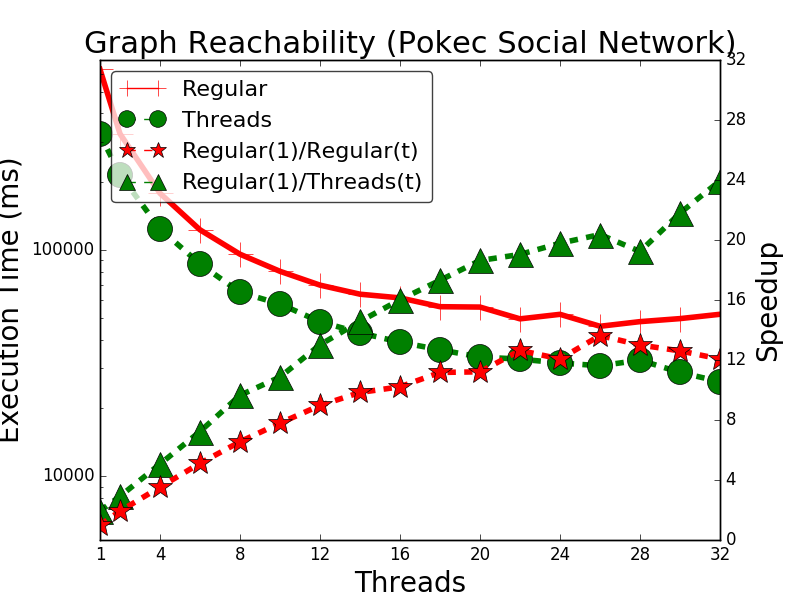 Graph Reachability (Pokec Social Network)
Regular
Threads
Regular(1)/Regular(t)
Regular(1)/Threads(t)
Execution Time (ms)
100000
10000
32
28
24
20
16
12
8
4
0
Speedup
1 4 8 12 16 20 24 28 32
Threads